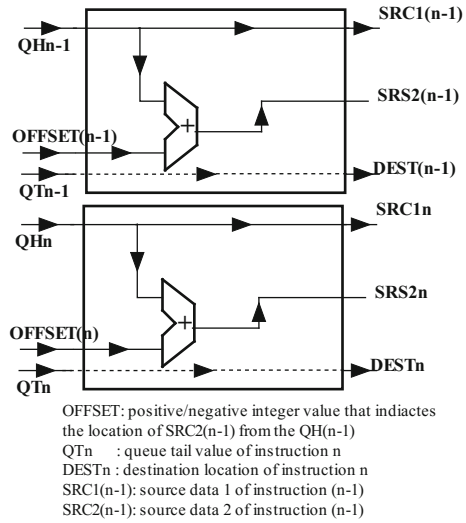 SRC1(n-1)
QHn-1
SRS2(n-1)
+
OFFSET(n-1)
DEST(n-1)
QTn-1
SRC1n
QHn
SRS2n
+
OFFSET(n)
DESTn
QTn
OFFSET: positive/negative integer value that indiactes
the location of SRC2(n-1) from the QH(n-1)
QTn : queue tail value of instruction n
DESTn : destination location of instruction n
SRC1(n-1): source data 1 of instruction (n-1)
SRC2(n-1): source data 2 of instruction (n-1)